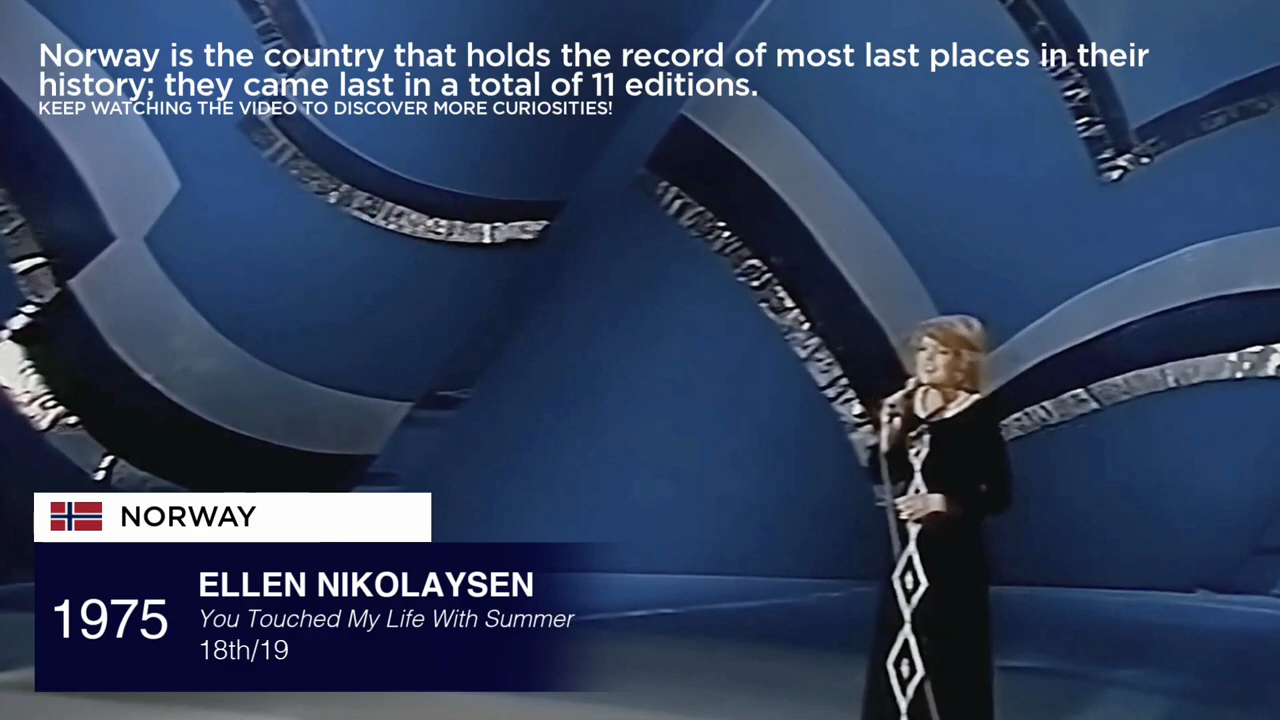 Norway is the country that holds the record of most last places in their
history; they came last in a total of 11 editions.
KEEP WATCHING THE VIDEO TO DISCOVER MORE CURIOSITIES!
NORWAY
1975
ELLEN NIKOLAYSEN
You Touched My Life With Summer
18th/19